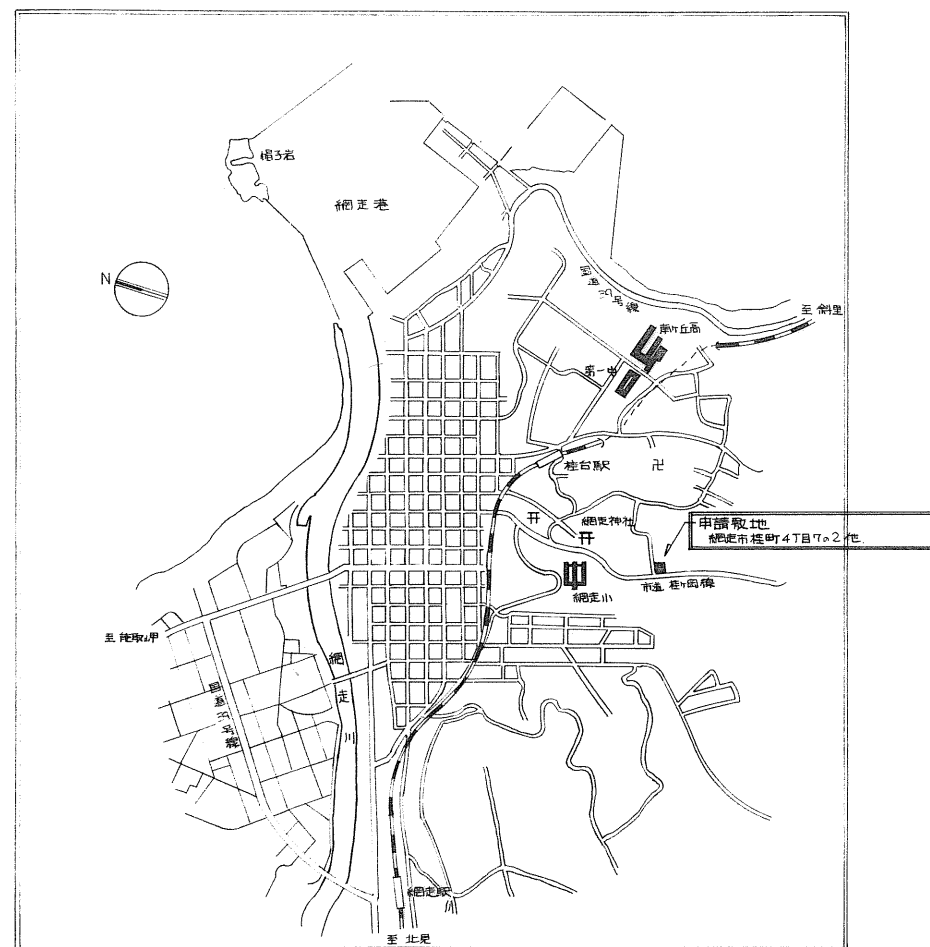 帽子岩
網走港
N
国道39号線
至 斜里
南ヶ丘高
第一中
桂台駅
網走神社
申請敷地
網走市桂町4丁目7の2他
網走小
市道 桂ヶ岡線
至 能取岬
網走川
国道39号線
網走駅
至 北見